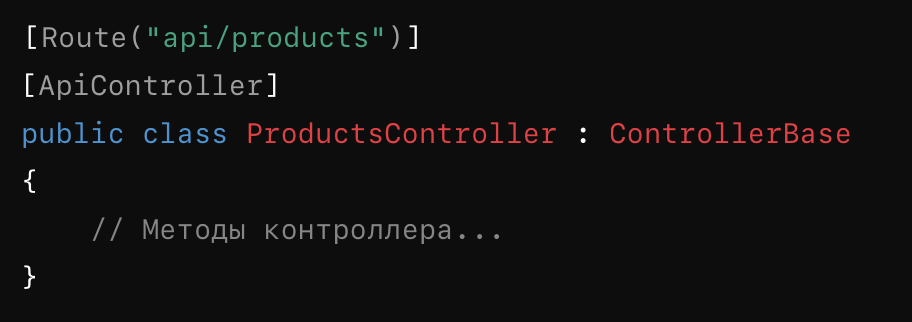 [Route("api/products")]
[ApiController]
public class ProductsController : ControllerBase
{
    // Методы контроллера...
}